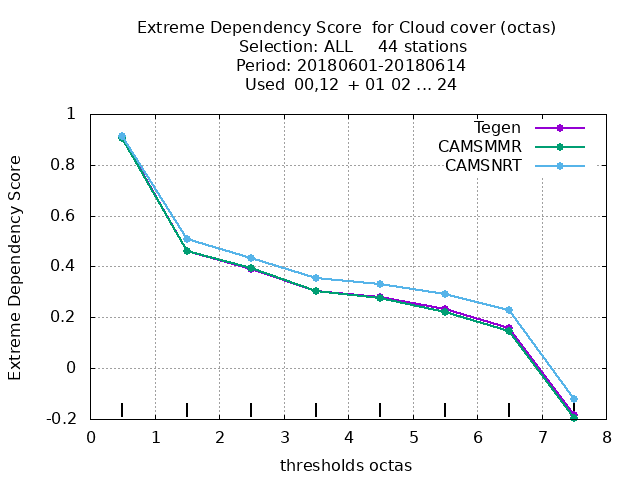 Extreme Dependency Score  for Cloud cover (octas)
Selection: ALL     44 stations
Period: 20180601-20180614
Used  00,12  + 01 02 ... 24
Tegen
CAMSMMR
CAMSNRT
Extreme Dependency Score
1
0.8
0.6
0.4
0.2
0
-0.2
0 1 2 3 4 5 6 7 8
thresholds octas